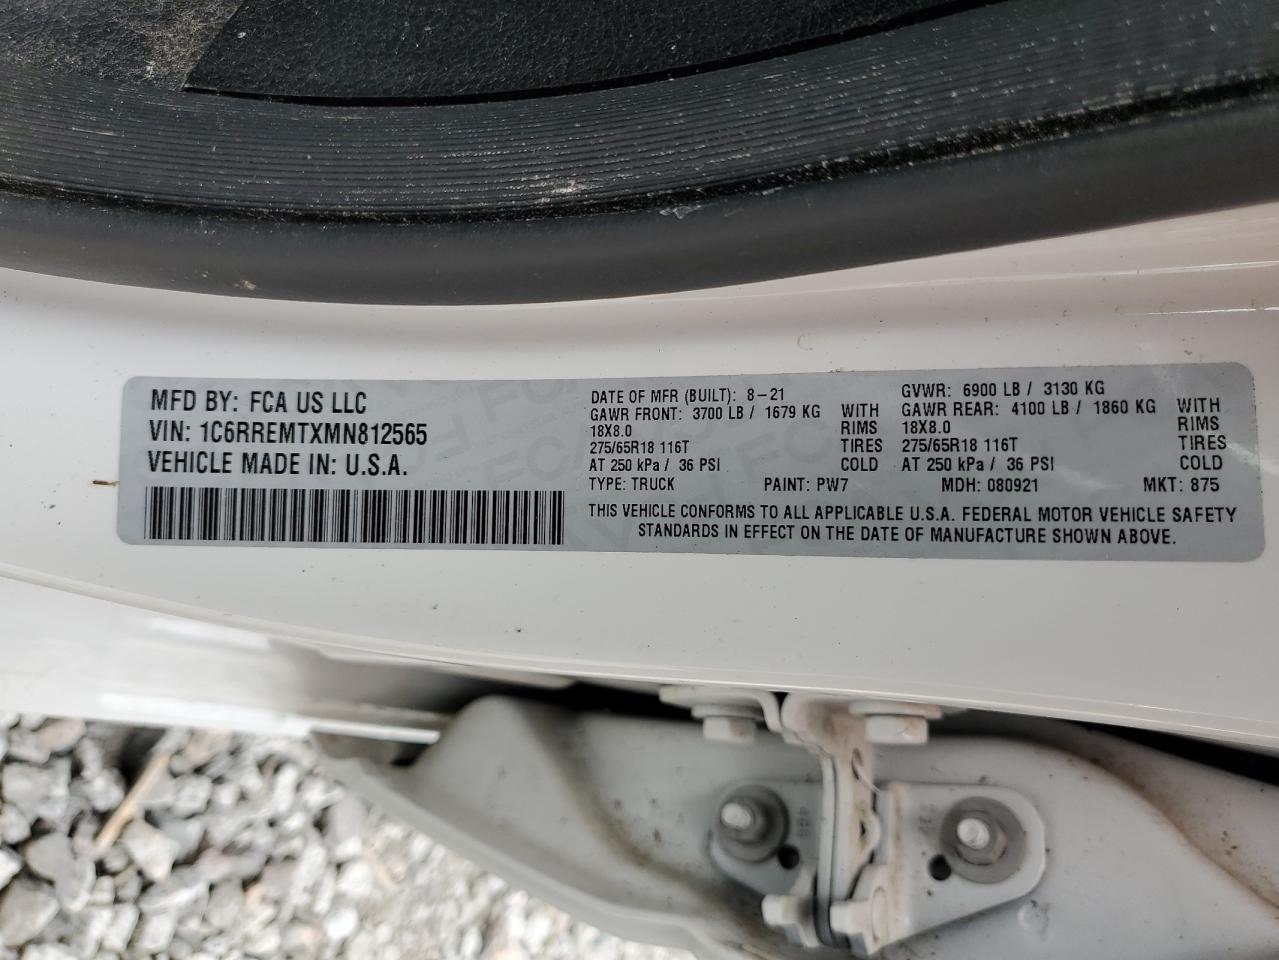 MFD BY: FCA US LLC
VIN: 1C6RREMTXMN812565
VEHICLE MADE IN: U.S.A.
DATE OF MFR (BUILT): 8-21
GAWR FRONT: 3700 LB / 1679 KG WITH
18X8.0 RIMS
275/65R18 116T TIRES
AT 250 kPa / 36 PSI COLD
GVWR: 6900 LB / 3130 KG
GAWR REAR: 4100 LB / 1860 KG WITH
18X8.0 RIMS
275/65R18 116T TIRES
AT 250 kPa / 36 PSI COLD
TYPE: TRUCK PAINT: PW7 MDH: 080921 MKT: 875
THIS VEHICLE CONFORMS TO ALL APPLICABLE U.S.A. FEDERAL MOTOR VEHICLE SAFETY
STANDARDS IN EFFECT ON THE DATE OF MANUFACTURE SHOWN ABOVE.